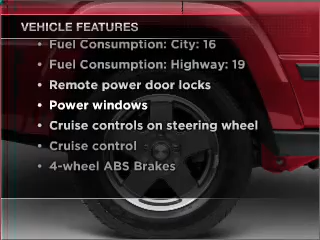 VEHICLE FEATURES
• Fuel Consumption: City: 16
• Fuel Consumption: Highway: 19
• Remote power door locks
• Power windows
• Cruise controls on steering wheel
• Cruise control
• 4-wheel ABS Brakes